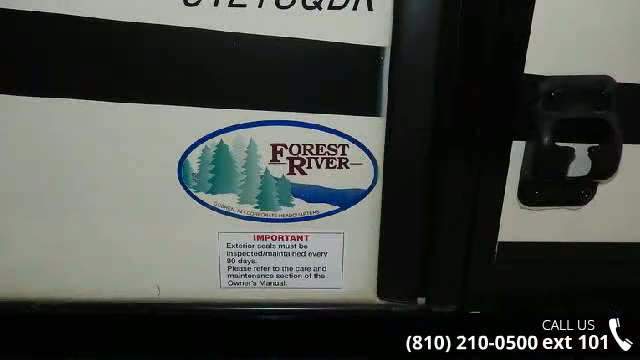 FOREST
RIVER
IMPORTANT
Exterior seals must be
inspected/maintained every
90 days.
Please refer to the care and
maintenance section of the
Owner's Manual.
CALL US
(810) 210-0500 ext 101